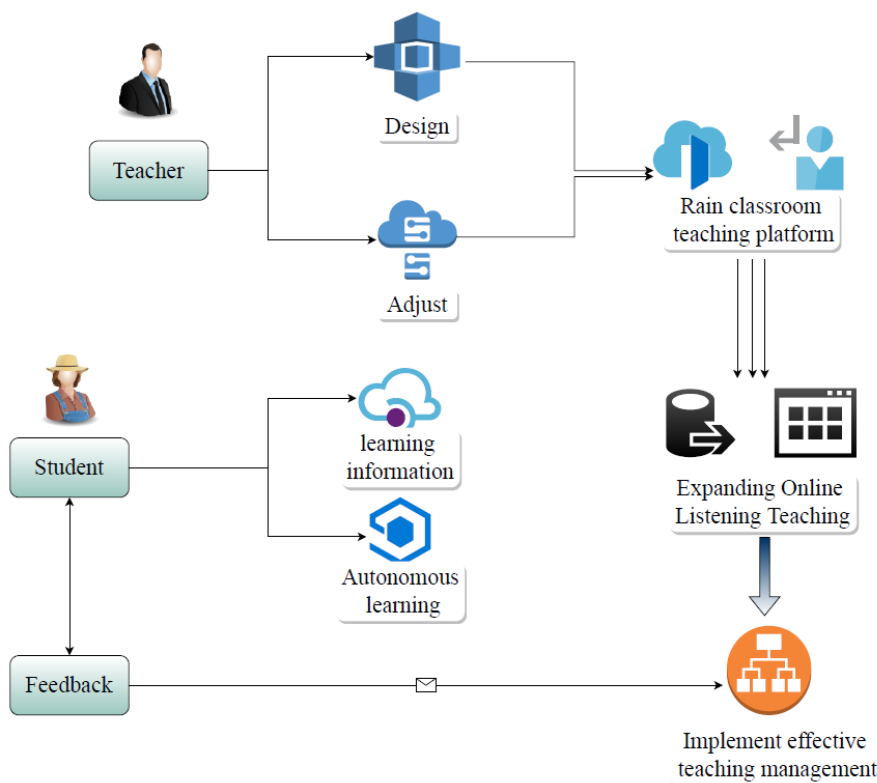 Design
Teacher
Rain classroom
teaching platform
Adjust
learning
information
Student
Expanding Online
Listening Teaching
Autonomous
learning
Feedback
Implement effective
teaching management